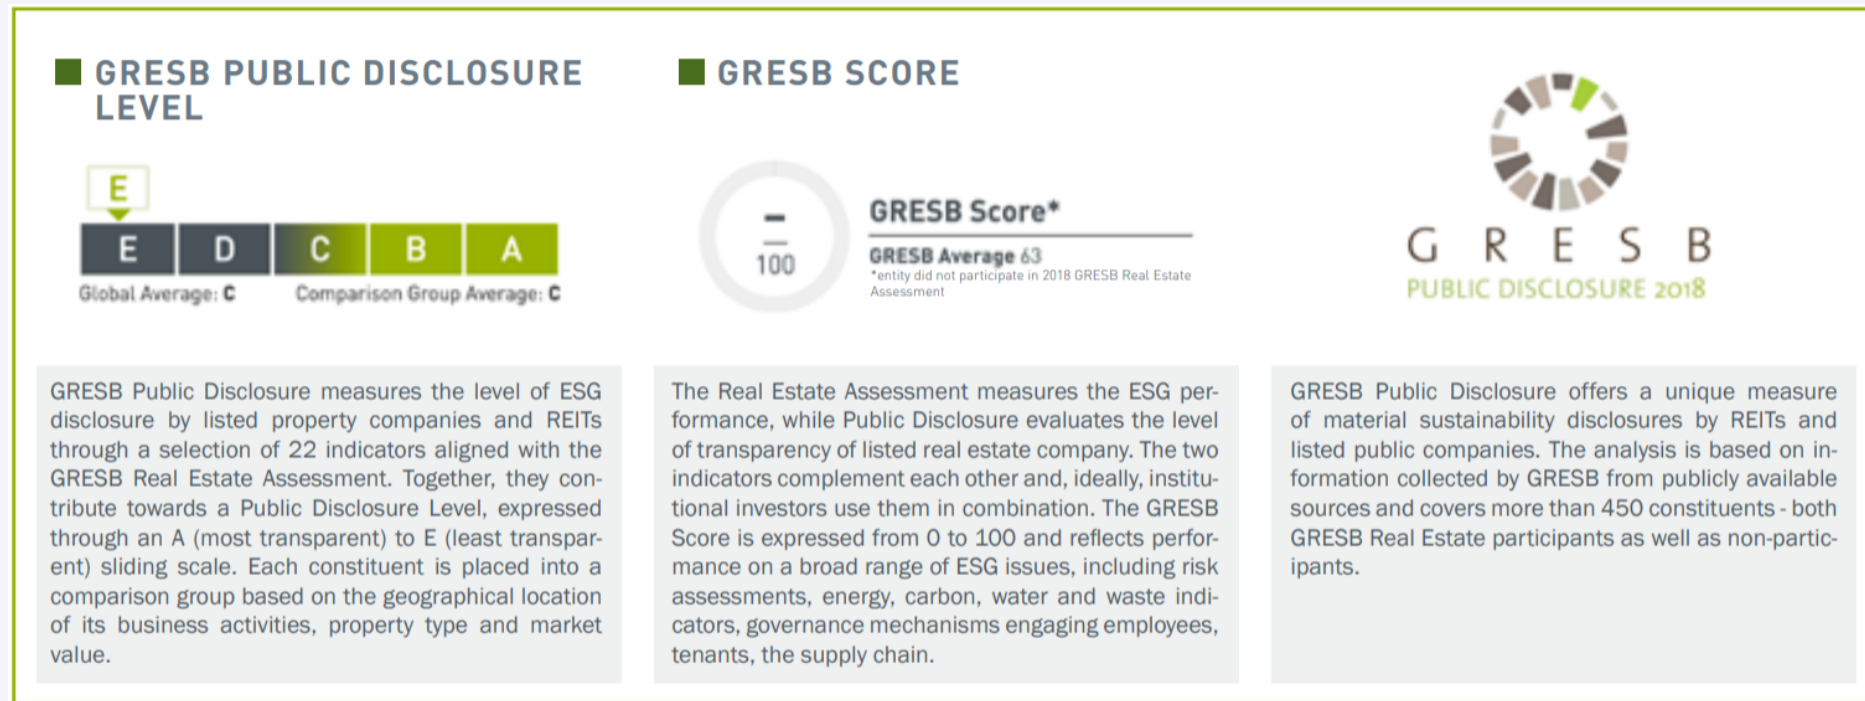 GRESB PUBLIC DISCLOSURE
LEVEL
E
E D C B A
Global Average: C Comparison Group Average: C
GRESB Public Disclosure measures the level of ESG
disclosure by listed property companies and REITs
through a selection of 22 indicators aligned with the
GRESB Real Estate Assessment. Together, they con-
tribute towards a Public Disclosure Level, expressed
through an A (most transparent) to E (least transpar-
ent) sliding scale. Each constituent is placed into a
comparison group based on the geographical location
of its business activities, property type and market
value.
GRESB SCORE
–
100
GRESB Score*
GRESB Average 63
*entity did not participate in 2018 GRESB Real Estate
Assessment
The Real Estate Assessment measures the ESG per-
formance, while Public Disclosure evaluates the level
of transparency of listed real estate company. The two
indicators complement each other and, ideally, institu-
tional investors use them in combination. The GRESB
Score is expressed from 0 to 100 and reflects perfor-
mance on a broad range of ESG issues, including risk
assessments, energy, carbon, water and waste indi-
cators, governance mechanisms engaging employees,
tenants, the supply chain.
G R E S B
PUBLIC DISCLOSURE 2018
GRESB Public Disclosure offers a unique measure
of material sustainability disclosures by REITs and
listed public companies. The analysis is based on in-
formation collected by GRESB from publicly available
sources and covers more than 450 constituents - both
GRESB Real Estate participants as well as non-partic-
ipants.